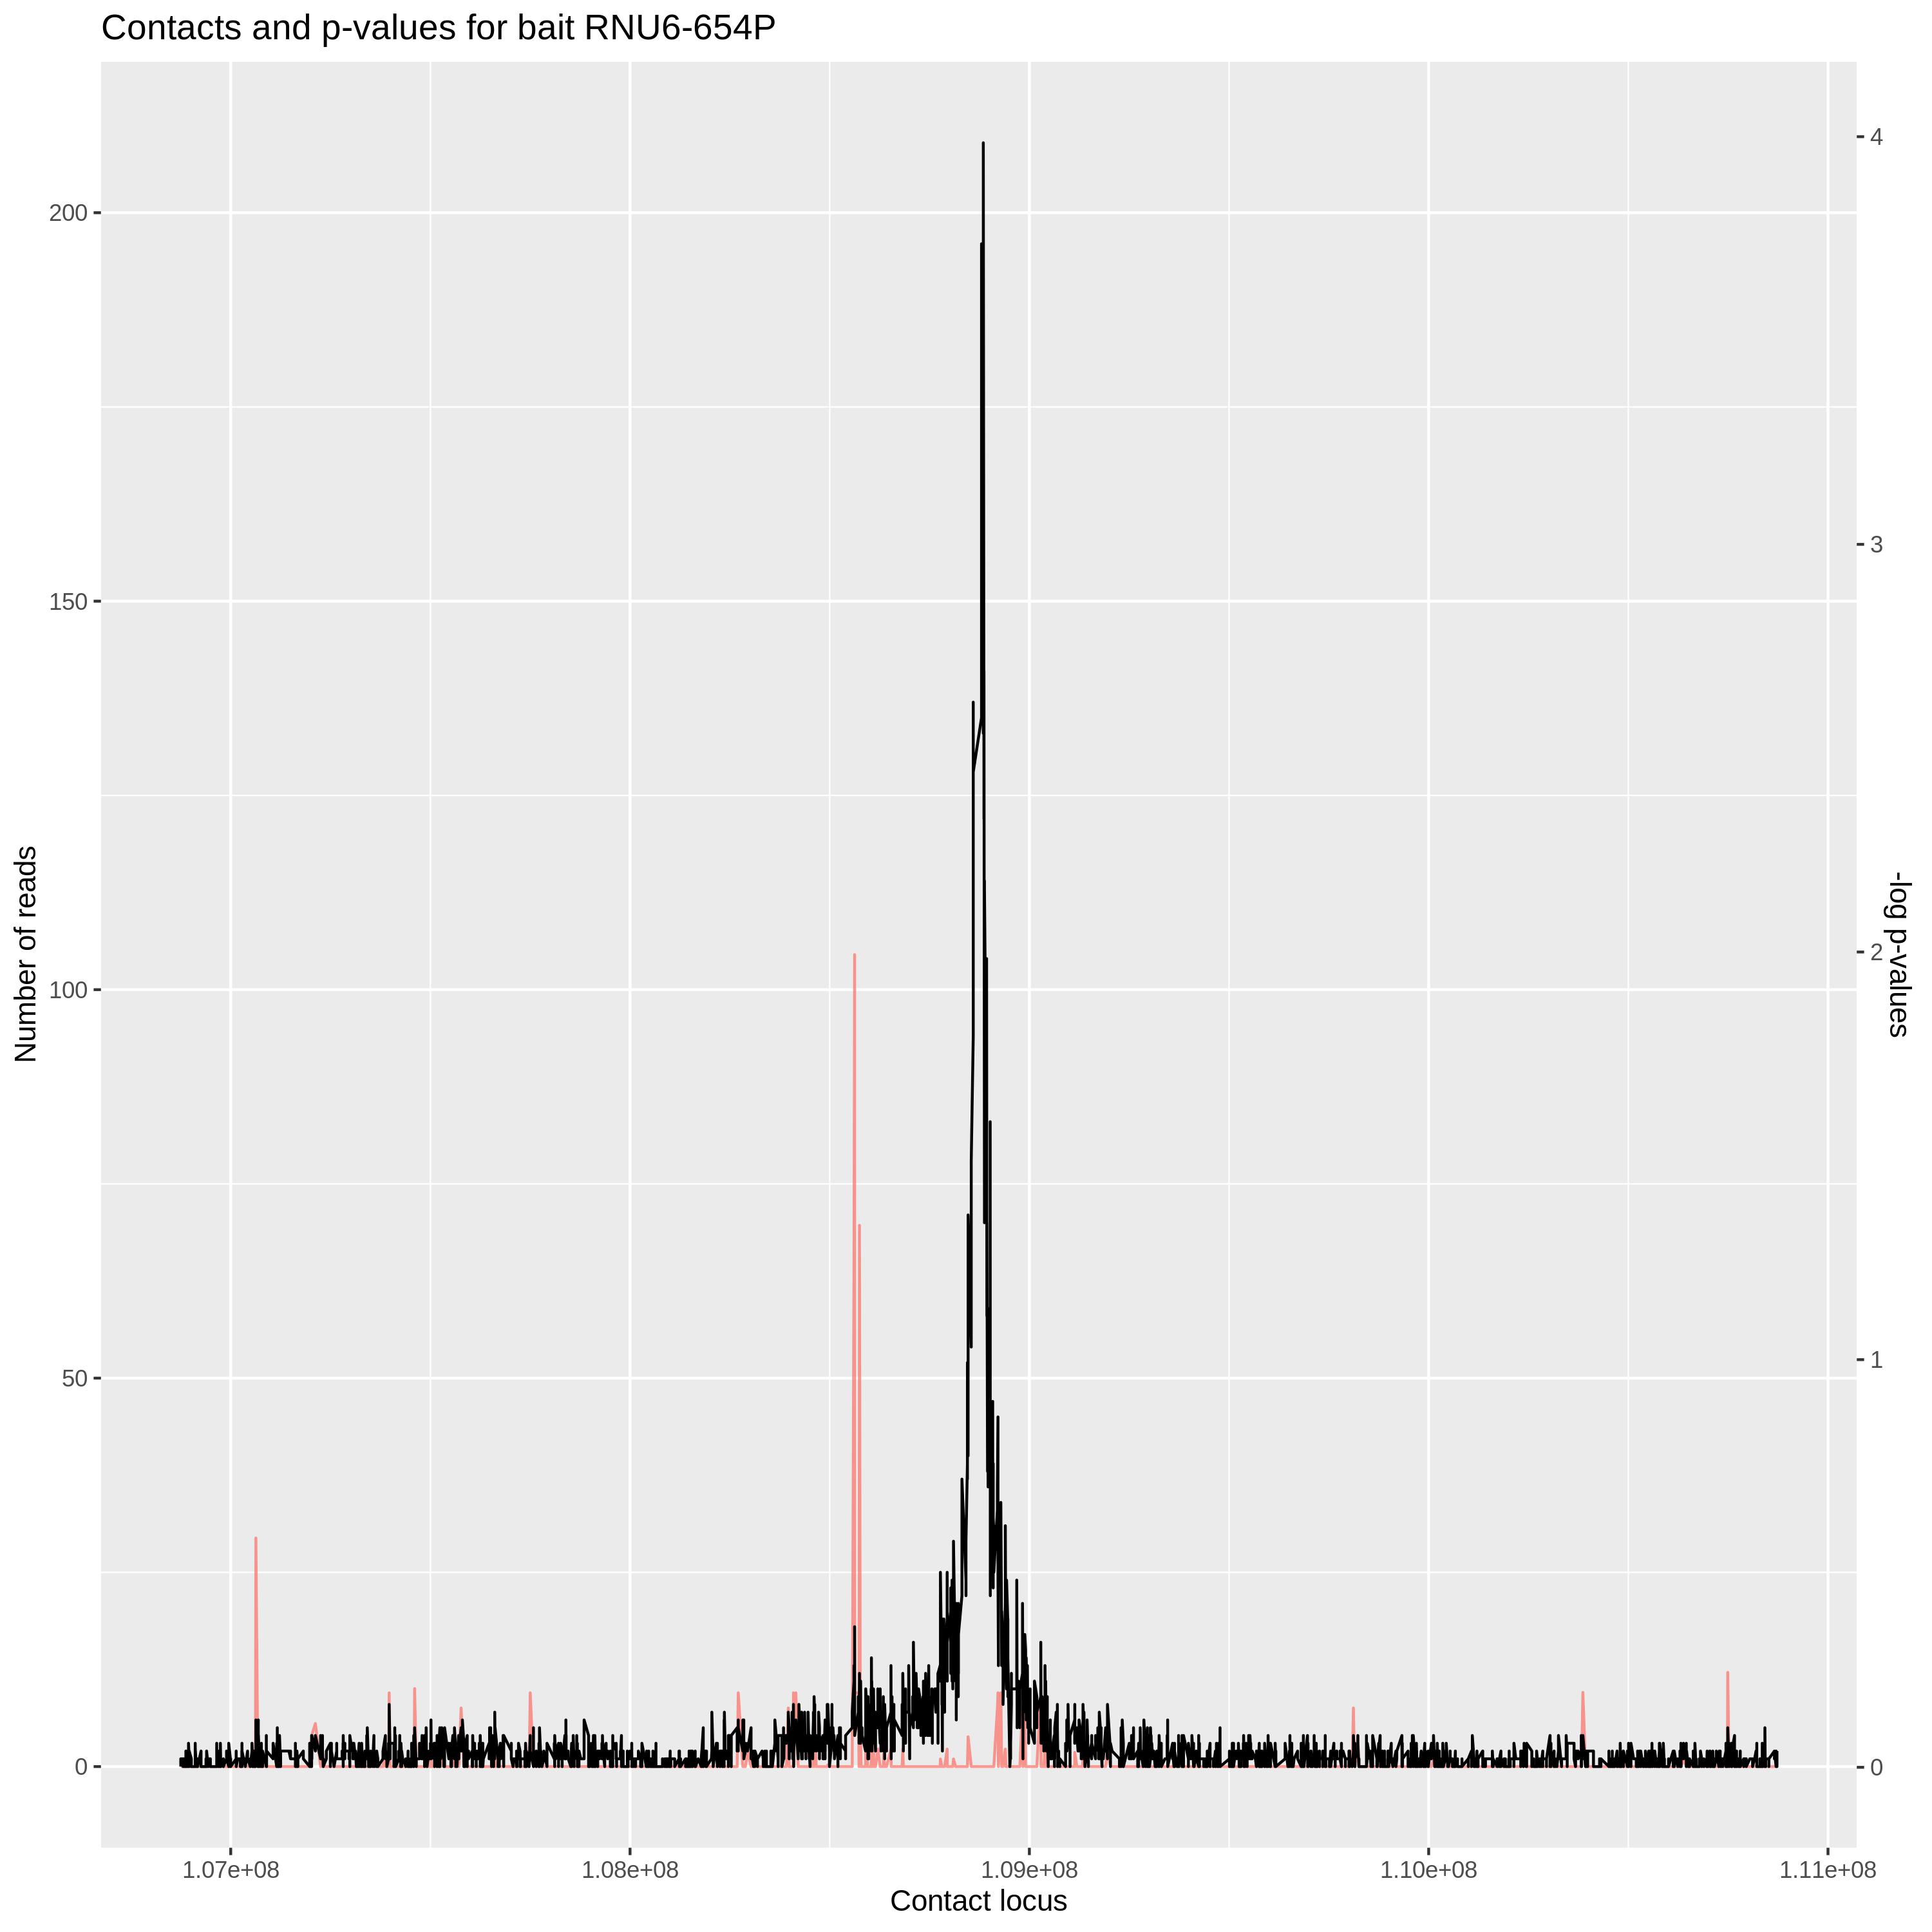 Contacts and p-values for bait RNU6-654P
200
150
100
50
0
4
3
2
1
0
Number of reads
-log p-values
1.07e+08
1.08e+08
1.09e+08
1.10e+08
1.11e+08
Contact locus